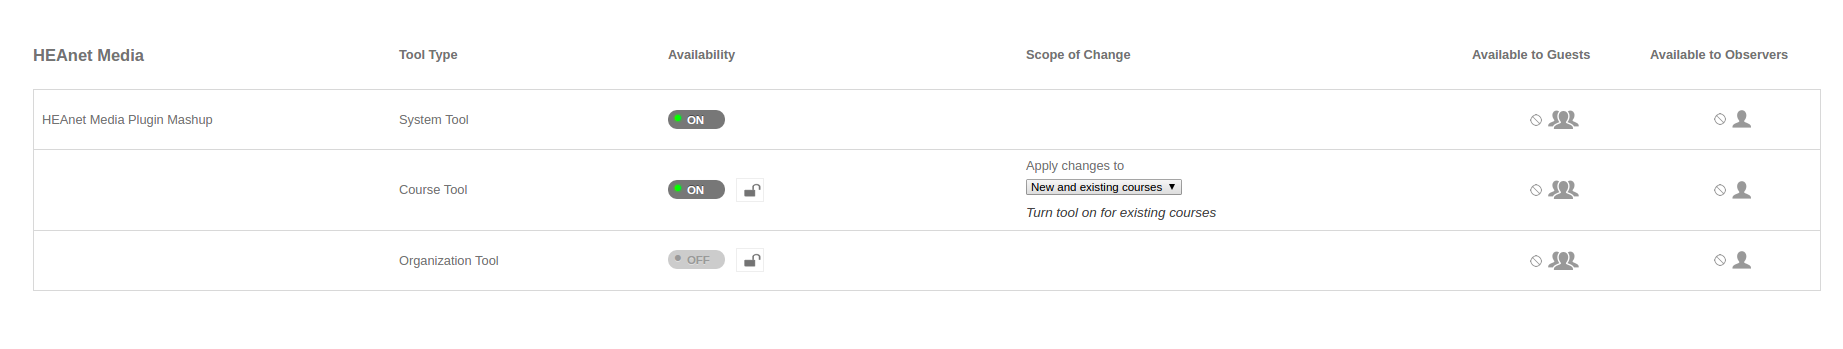 HEAnet Media Tool Type Availability Scope of Change Available to Guests Available to Observers
HEAnet Media Plugin Mashup System Tool ON
Apply changes to
Course Tool ON New and existing courses
Turn tool on for existing courses
Organization Tool OFF